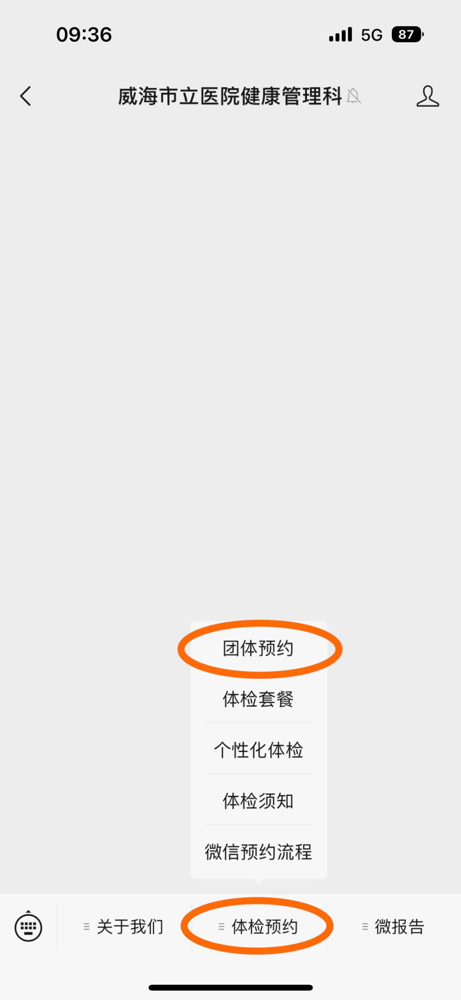 09:36
5G
87
威海市立医院健康管理科
团体预约
体检套餐
个性化体检
体检须知
微信预约流程
关于我们
体检预约
微报告